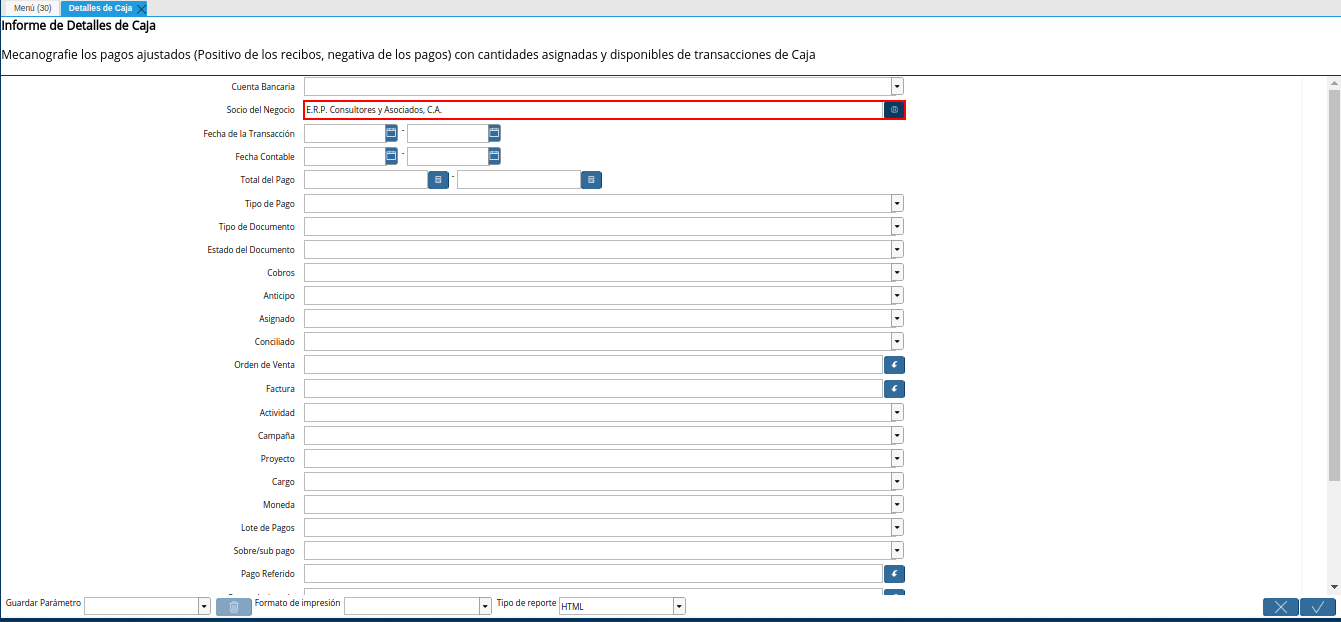 Menú (30)
Detalles de Caja
Informe de Detalles de Caja
Mecanografie los pagos ajustados (Positivo de los recibos, negativa de los pagos) con cantidades asignadas y disponibles de transacciones de Caja
Cuenta Bancaria
Socio del Negocio E.R.P. Consultores y Asociados, C.A.
Fecha de la Transacción -
Fecha Contable -
Total del Pago -
Tipo de Pago
Tipo de Documento
Estado del Documento
Cobros
Anticipo
Asignado
Conciliado
Orden de Venta
Factura
Actividad
Campaña
Proyecto
Cargo
Moneda
Lote de Pagos
Sobre/sub pago
Pago Referido
Guardar Parámetro Formato de impresión Tipo de reporte HTML